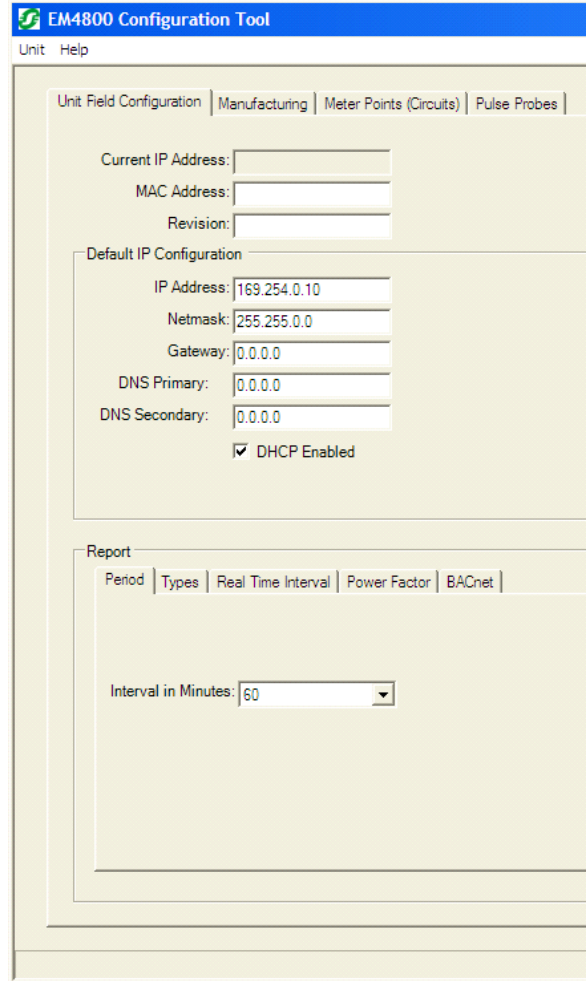 EM4800 Configuration Tool
Unit Help
Unit Field Configuration Manufacturing Meter Points (Circuits) Pulse Probes
Current IP Address:
MAC Address:
Revision:
Default IP Configuration
IP Address: 169.254.0.10
Netmask: 255.255.0.0
Gateway: 0.0.0.0
DNS Primary: 0.0.0.0
DNS Secondary: 0.0.0.0
DHCP Enabled
Report
Period Types Real Time Interval Power Factor BACnet
Interval in Minutes: 60